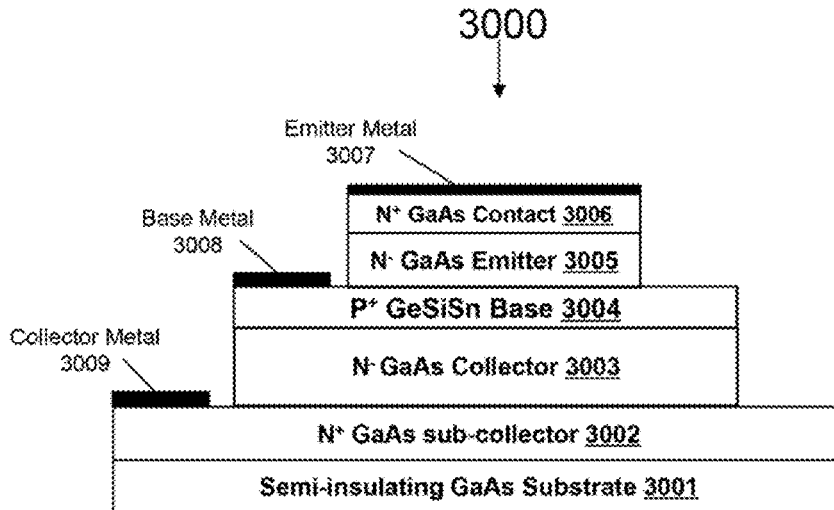 3000
Emitter Metal
3007
N⁺ GaAs Contact 3006
Base Metal
3008
N⁻ GaAs Emitter 3005
P⁺ GeSiSn Base 3004
Collector Metal
3009
N⁻ GaAs Collector 3003
N⁺ GaAs sub-collector 3002
Semi-insulating GaAs Substrate 3001